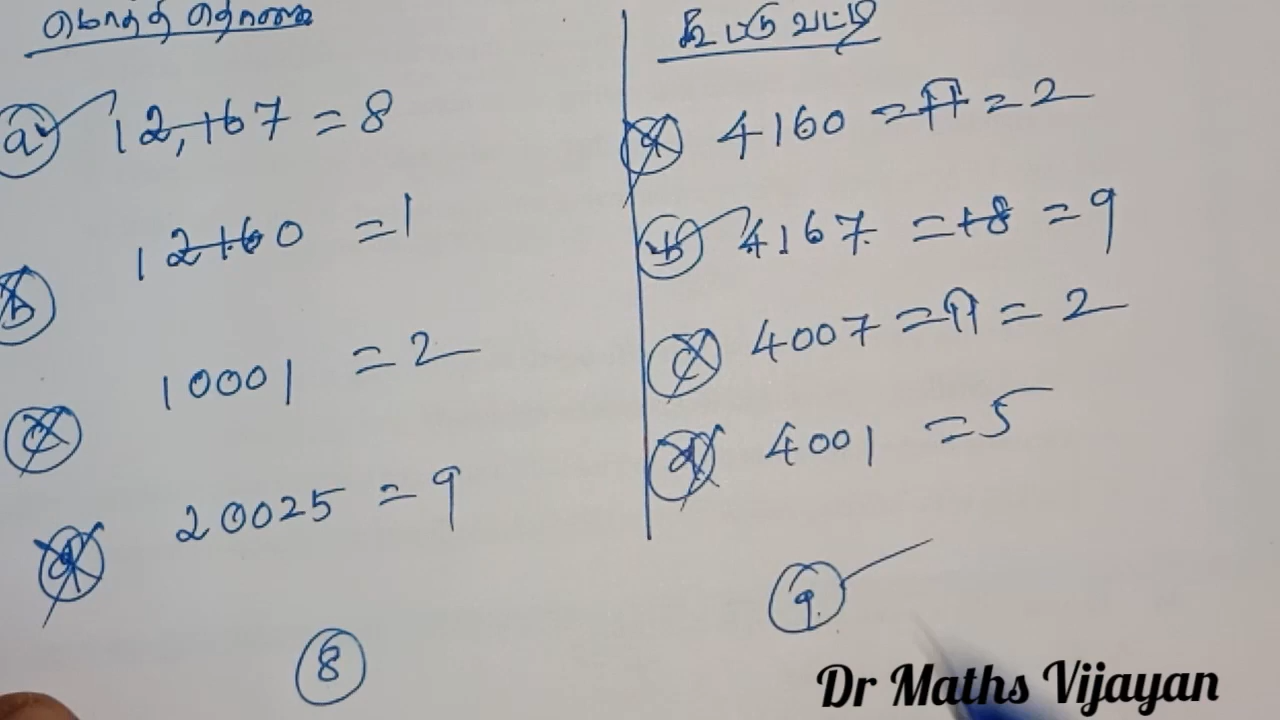 மொத்த தொகை
a 12,167 = 8
b 12160 = 1
c 10001 = 2
d 20025 = 9
8
கூட்டு வட்டி
a 4160 = 11 = 2
b 4167 = 18 = 9
c 4007 = 11 = 2
d 4001 = 5
9
Dr Maths Vijayan